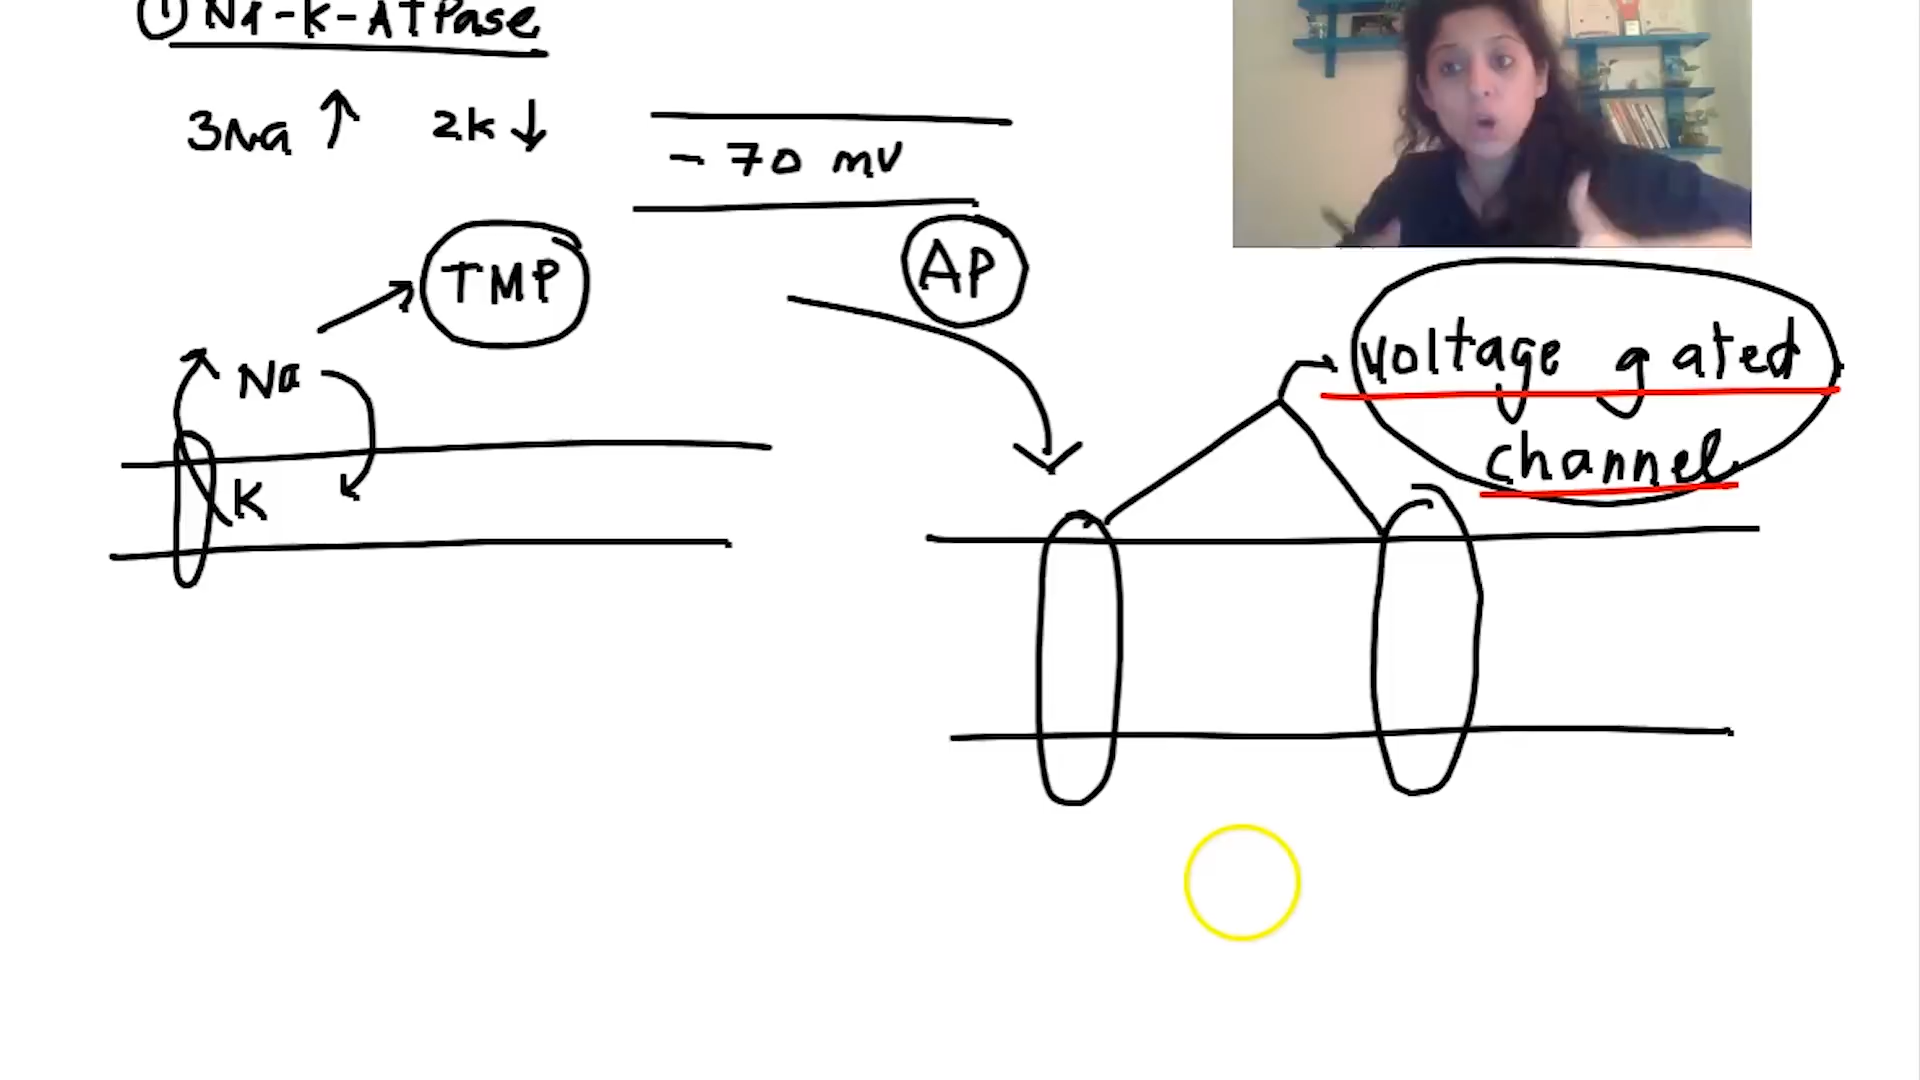 ① Na-K-ATPase
3Na ↑ 2K ↓
- 70 mV
TMP
AP
Na
K
voltage gated
channel